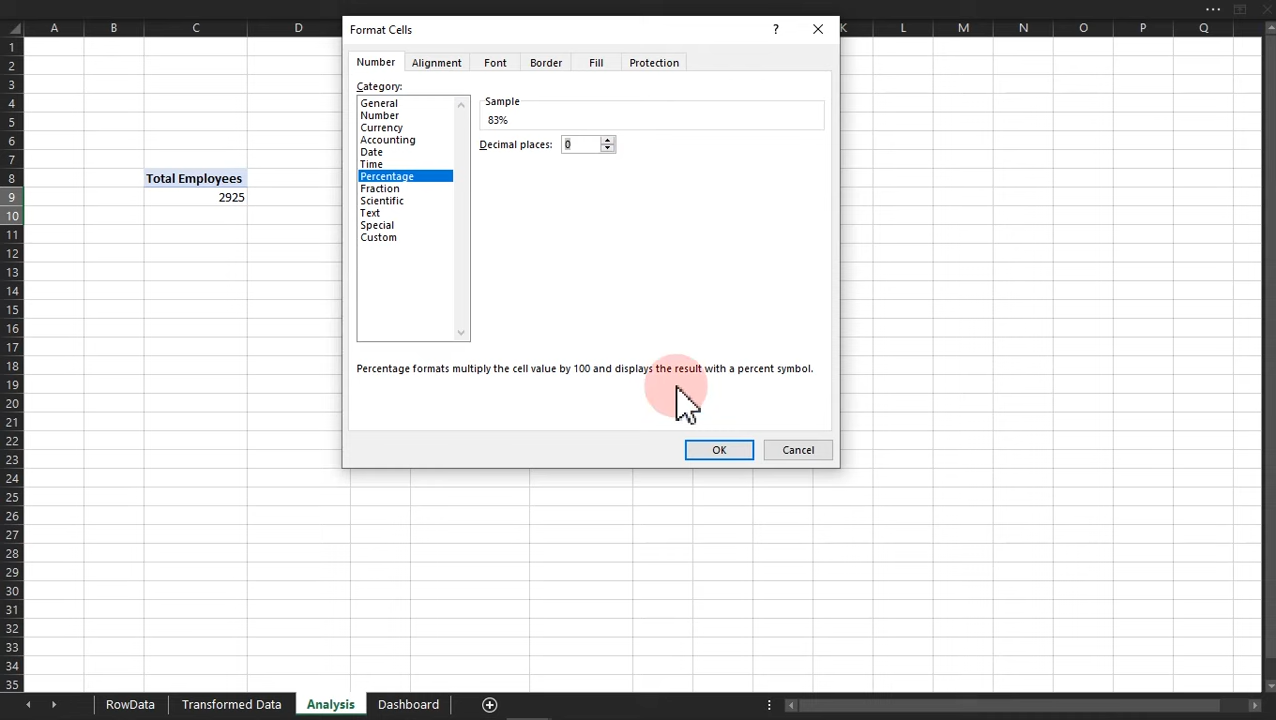 Format Cells ?
A B C D K L M N O P Q
Number Alignment Font Border Fill Protection
Category:
General
Number
Currency
Accounting
Date
Time
Percentage
Fraction
Scientific
Text
Special
Custom
Sample
83%
Decimal places: 0
Percentage formats multiply the cell value by 100 and displays the result with a percent symbol.
OK Cancel
1
2
3
4
5
6
7
8 Total Employees
9 2925
10
11
12
13
14
15
16
17
18
19
20
21
22
23
24
25
26
27
28
29
30
31
32
33
34
35
RowData Transformed Data Analysis Dashboard